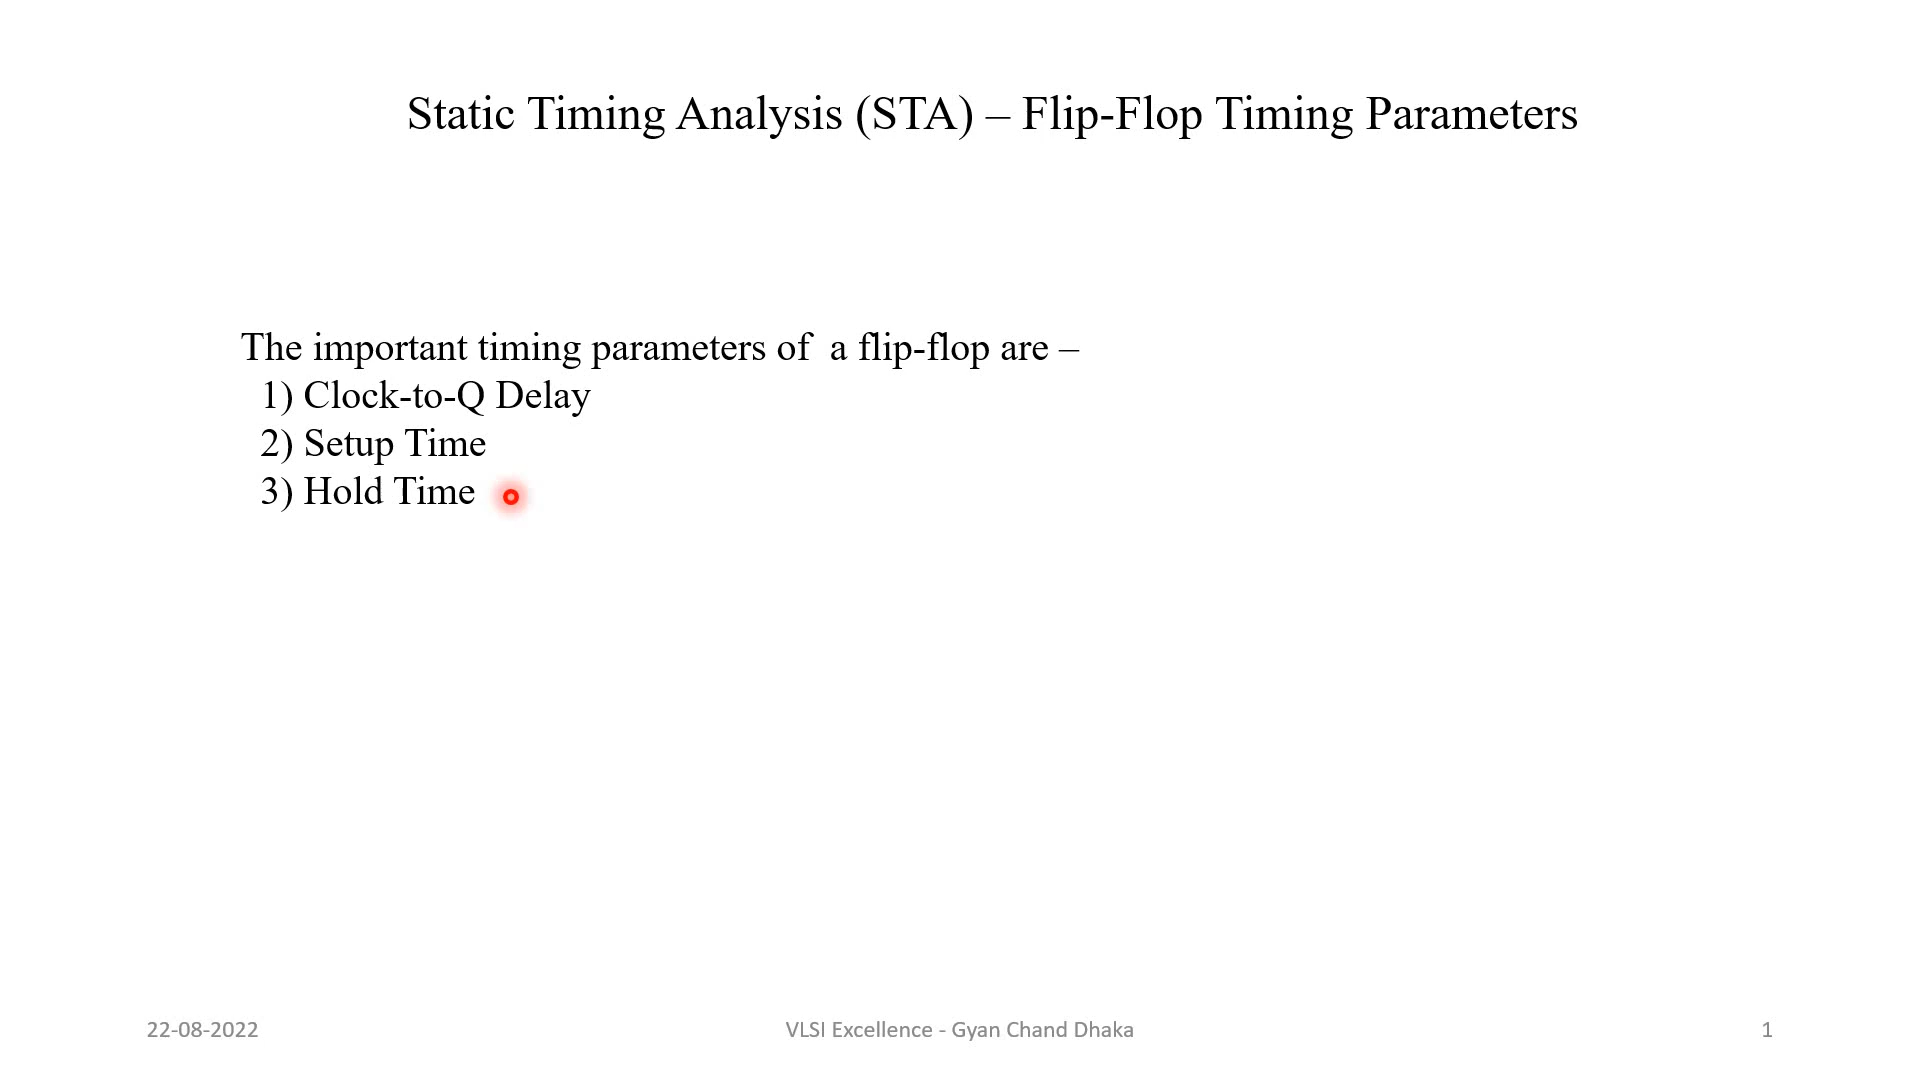 Static Timing Analysis (STA) – Flip-Flop Timing Parameters
The important timing parameters of  a flip-flop are –
1) Clock-to-Q Delay
2) Setup Time
3) Hold Time
22-08-2022
VLSI Excellence - Gyan Chand Dhaka
1